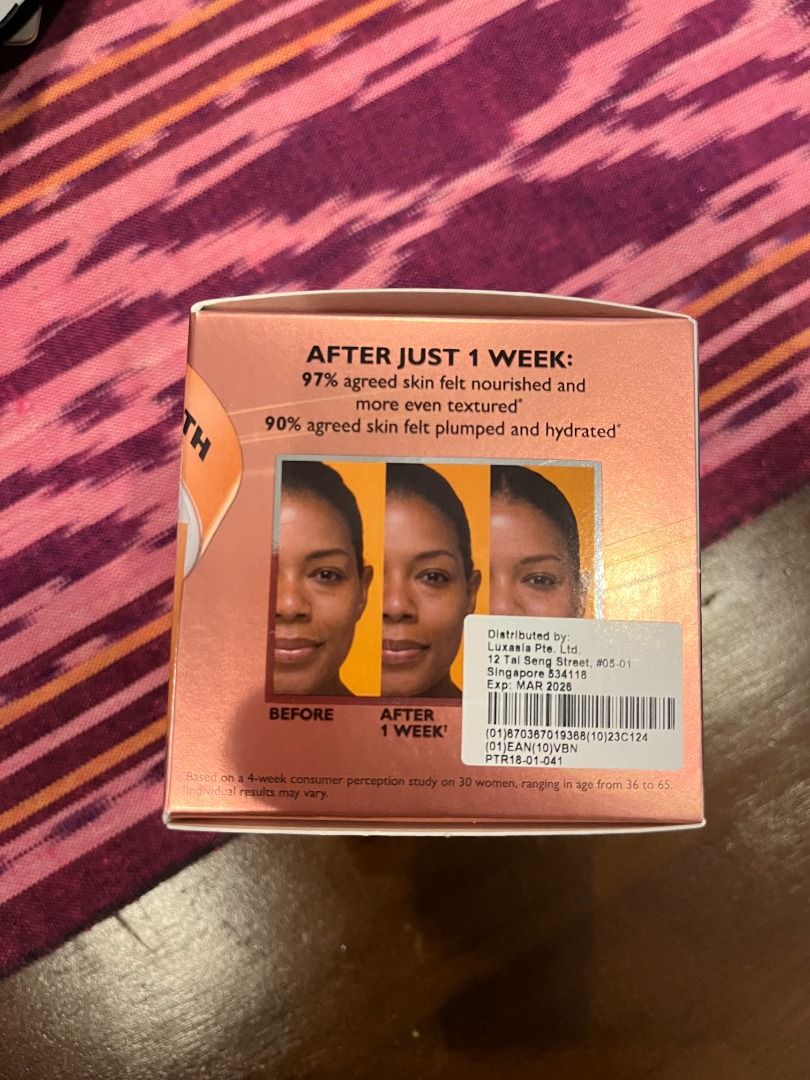 TH
AFTER JUST 1 WEEK:
97% agreed skin felt nourished and
more even textured*
90% agreed skin felt plumped and hydrated*
BEFORE
AFTER
1 WEEK†
Distributed by:
Luxasia Pte. Ltd.
12 Tai Seng Street, #05-01
Singapore 534118
Exp: MAR 2026
(01)670367019368(10)23C124
(01)EAN(10)VBN
PTR18-01-041
*Based on a 4-week consumer perception study on 30 women, ranging in age from 36 to 65.
†Individual results may vary.